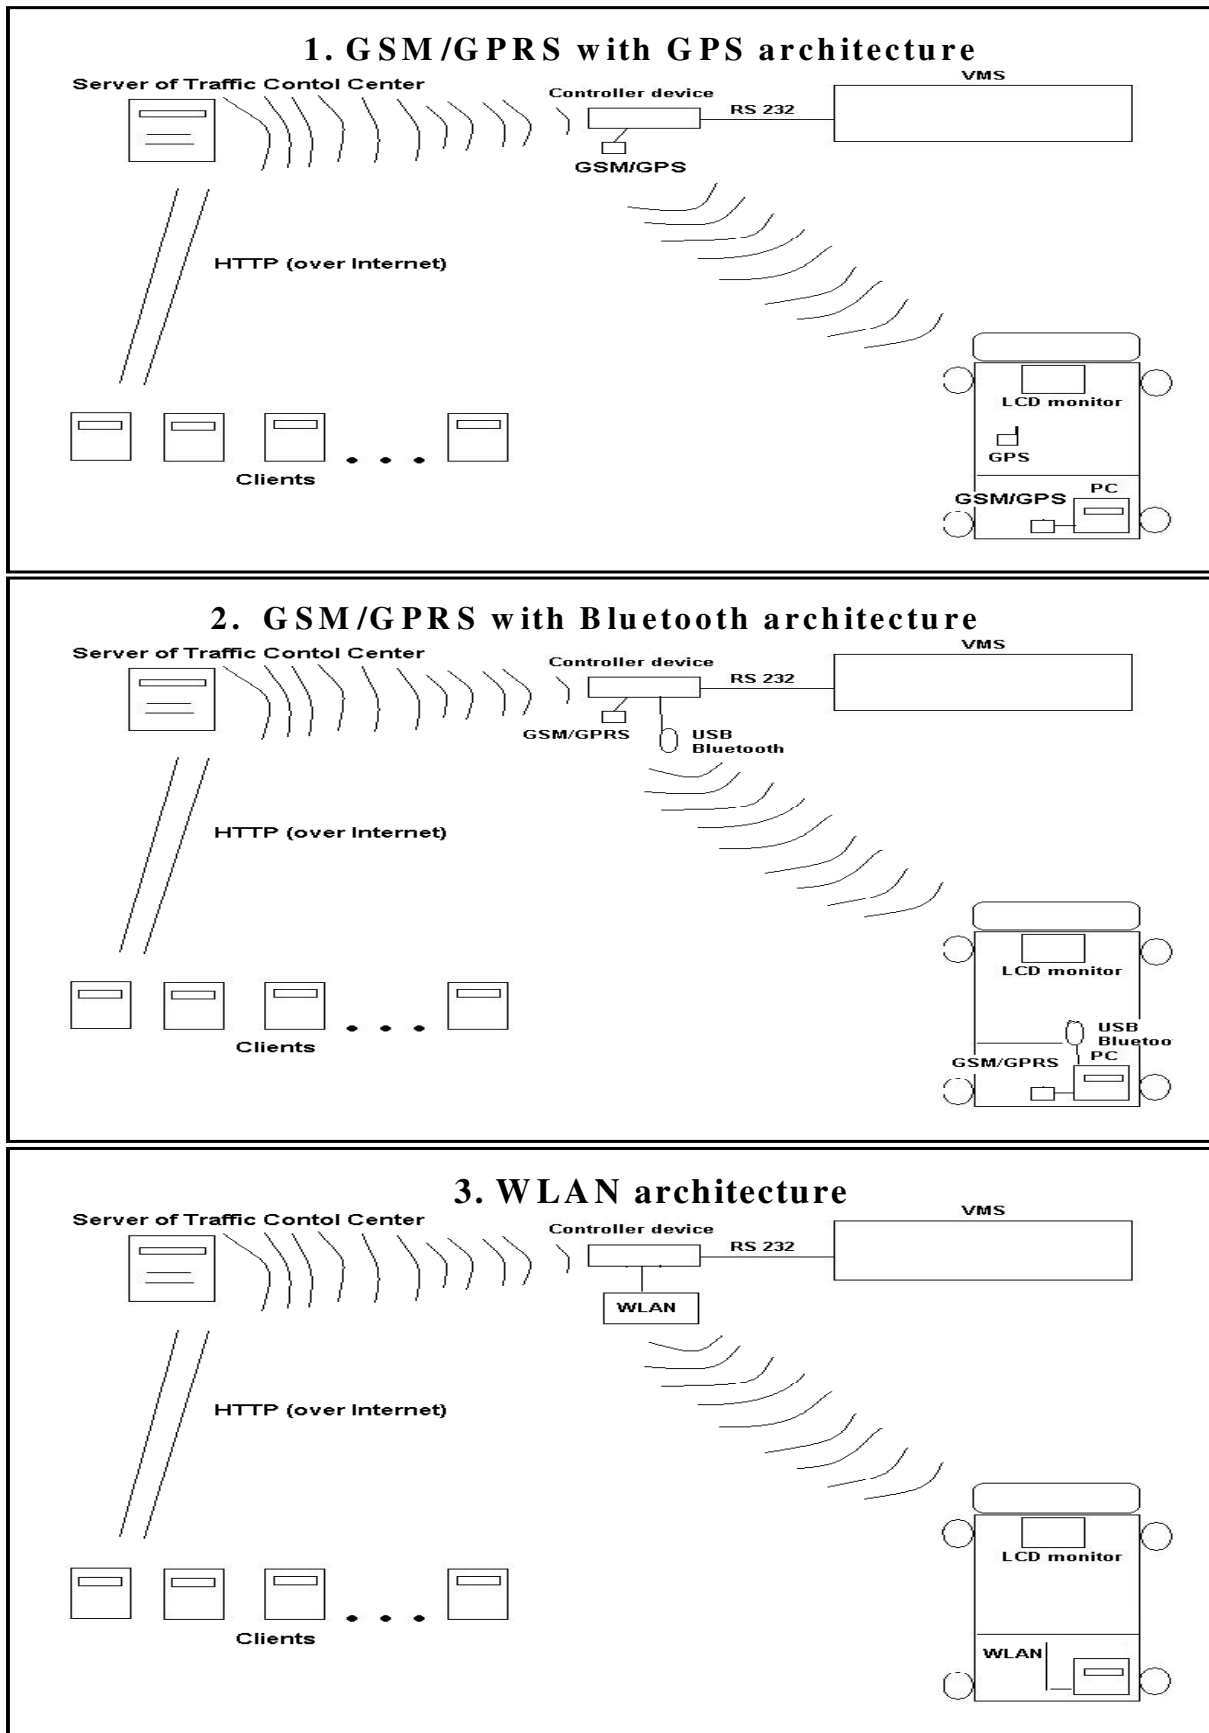 1. GSM/GPRS with GPS architecture
Server of Traffic Contol Center
Controller device
RS 232
VMS
GSM/GPS
HTTP (over Internet)
LCD monitor
GPS
GSM/GPS
PC
Clients
2. GSM/GPRS with Bluetooth architecture
Server of Traffic Contol Center
Controller device
RS 232
VMS
GSM/GPRS
USB
Bluetooth
HTTP (over Internet)
LCD monitor
USB
Bluetoo
GSM/GPRS
PC
Clients
3. WLAN architecture
Server of Traffic Contol Center
Controller device
RS 232
VMS
WLAN
HTTP (over Internet)
LCD monitor
WLAN
Clients